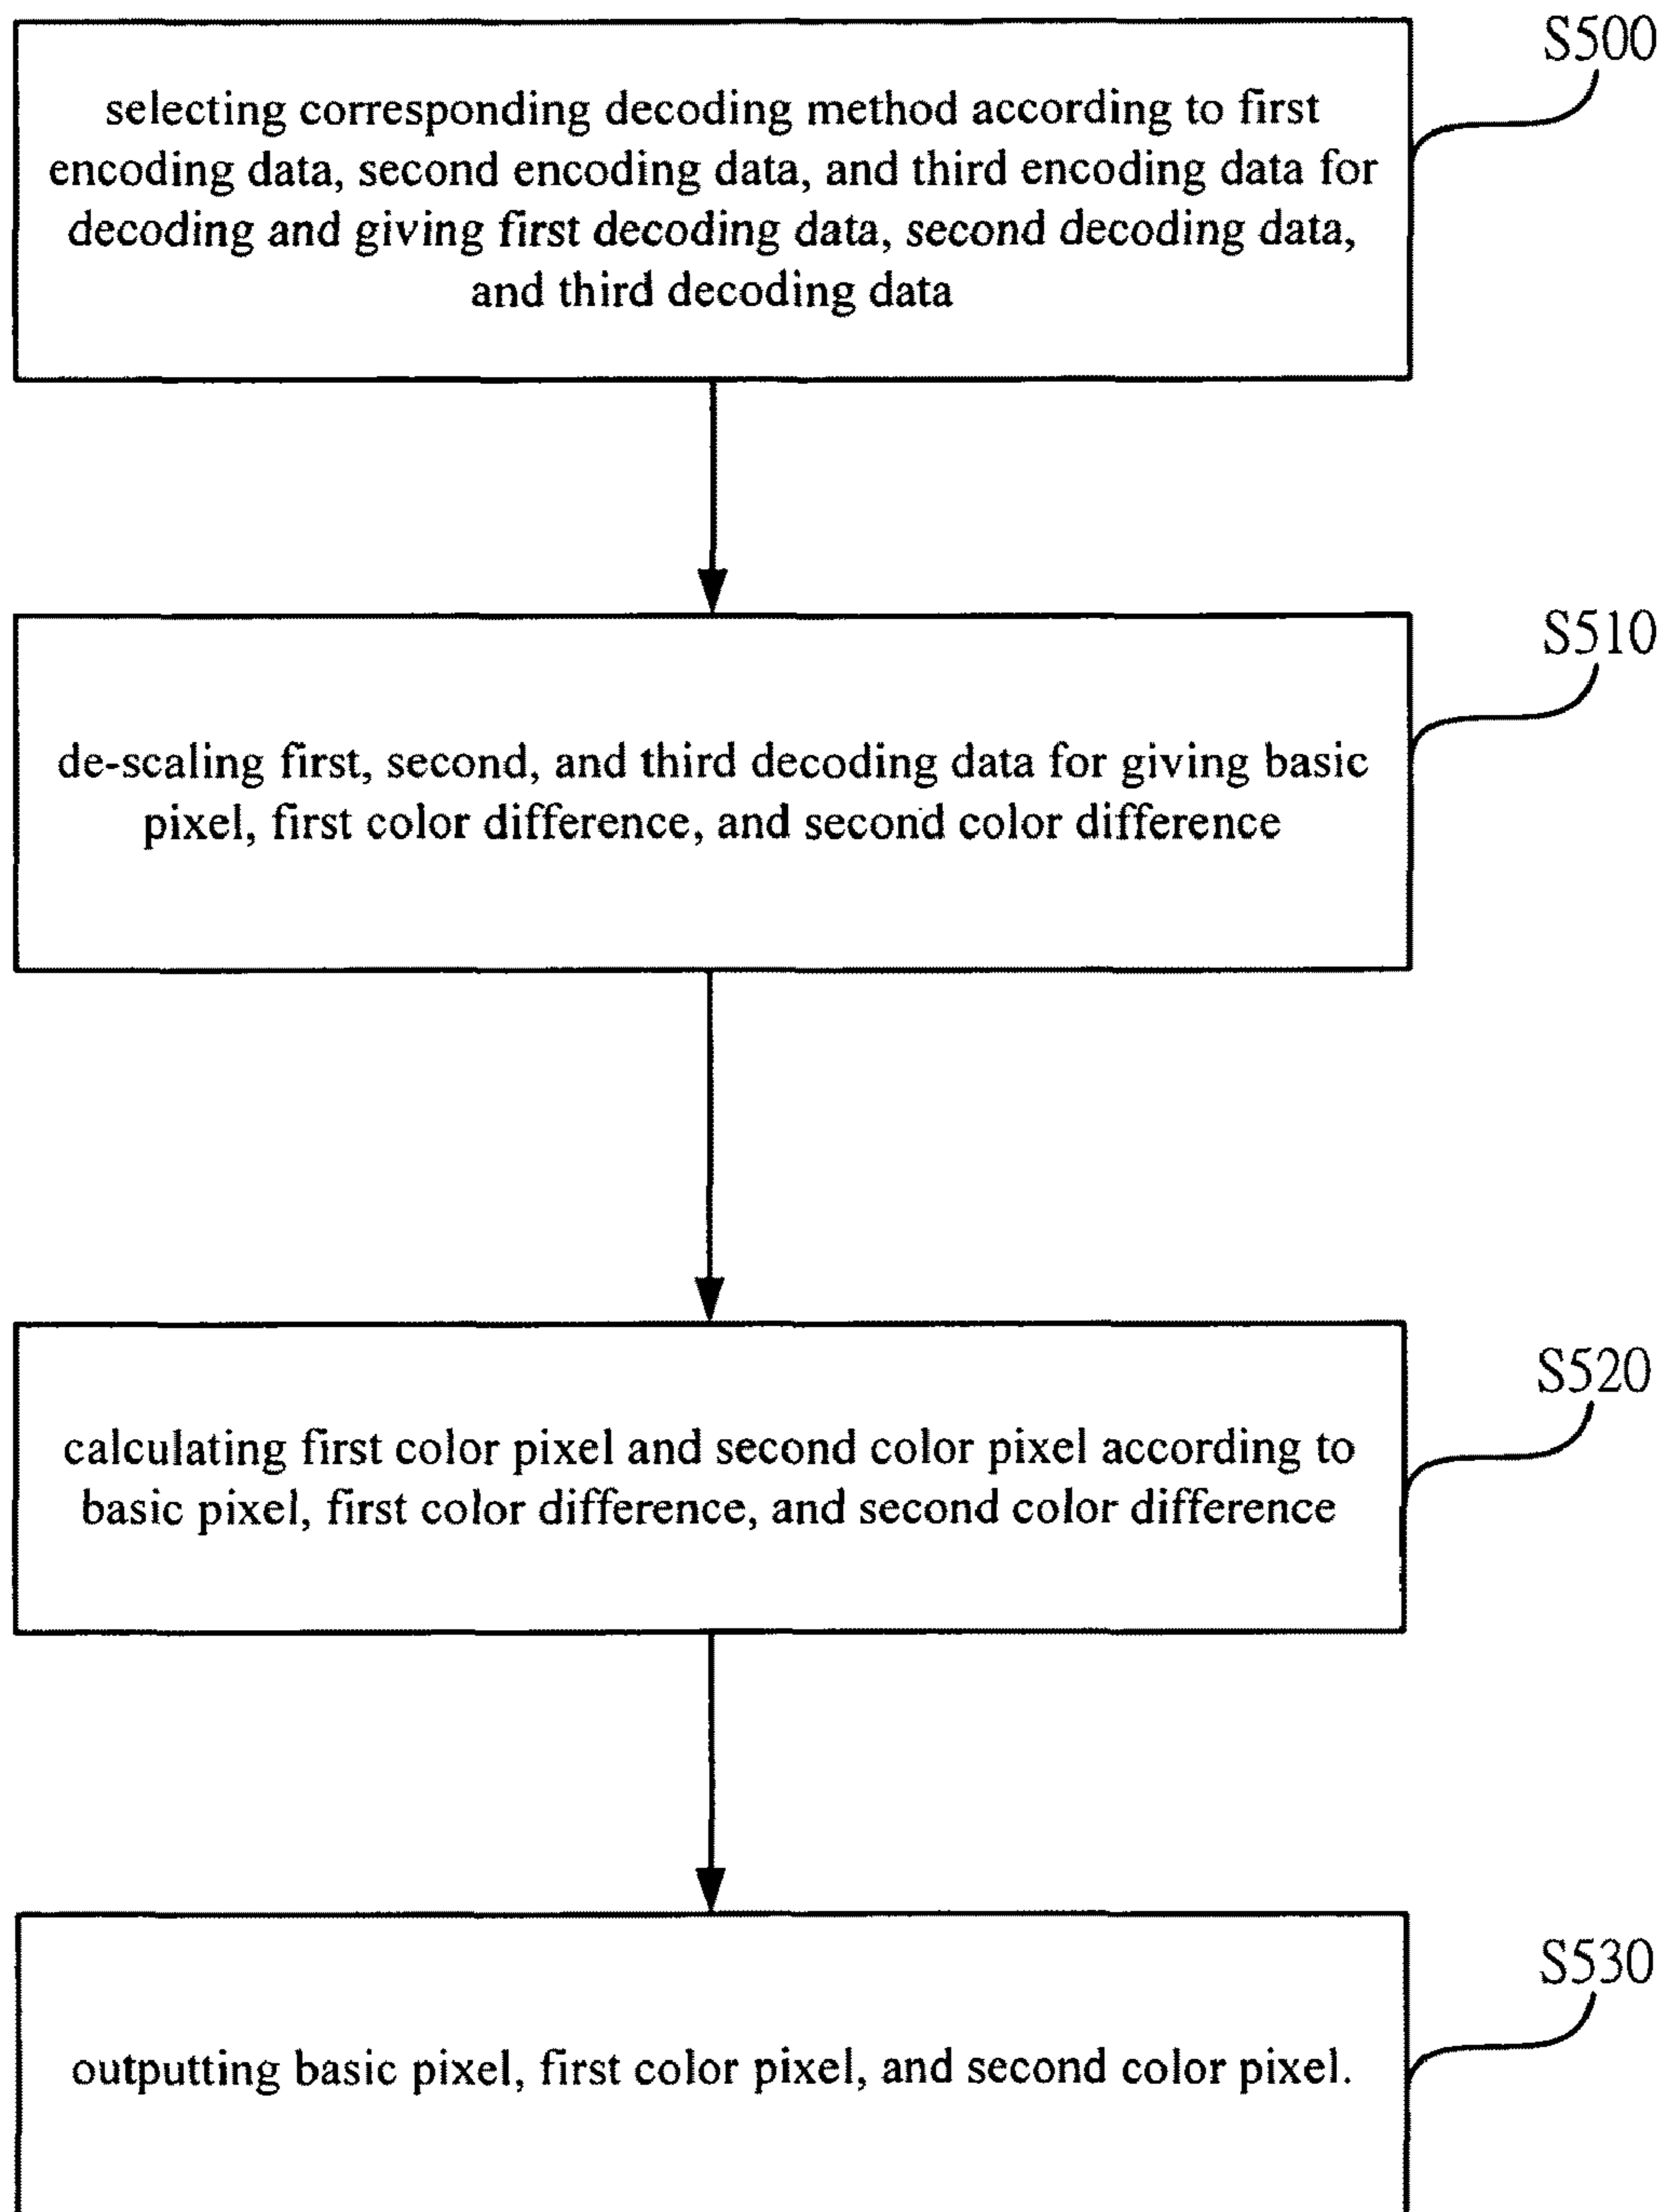 S500
selecting corresponding decoding method according to first
encoding data, second encoding data, and third encoding data for
decoding and giving first decoding data, second decoding data,
and third decoding data
S510
de-scaling first, second, and third decoding data for giving basic
pixel, first color difference, and second color difference
S520
calculating first color pixel and second color pixel according to
basic pixel, first color difference, and second color difference
S530
outputting basic pixel, first color pixel, and second color pixel.